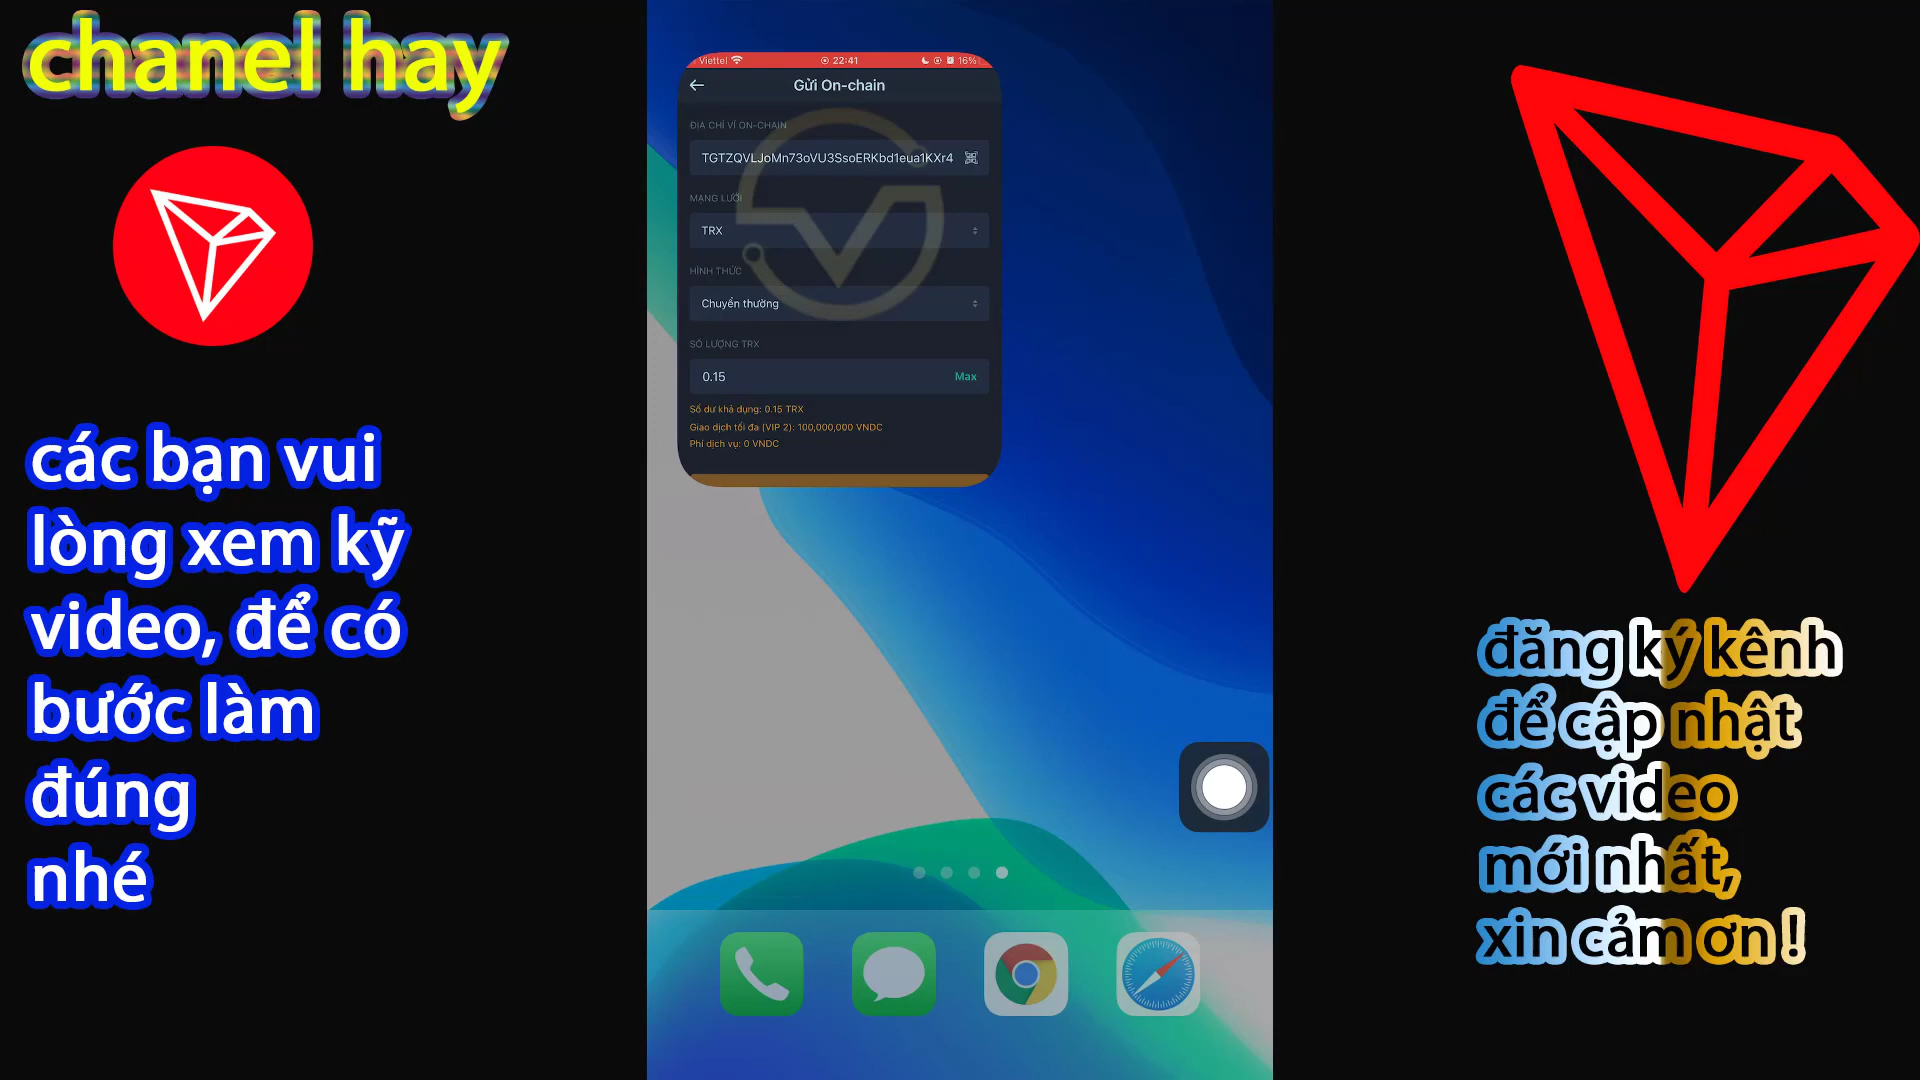 chanel hay
các bạn vui
lòng xem kỹ
video, để có
bước làm
đúng
nhé
Viettel 22:41 16%
Gửi On-chain
ĐỊA CHỈ VÍ ON-CHAIN
TGTZQVLJoMn73oVU3SsoERKbd1eua1KXr4
MẠNG LƯỚI
TRX
HÌNH THỨC
Chuyển thường
SỐ LƯỢNG TRX
0.15 Max
Số dư khả dụng: 0.15 TRX
Giao dịch tối đa (VIP 2): 100,000,000 VNDC
Phí dịch vụ: 0 VNDC
đăng ký kênh
để cập nhật
các video
mới nhất,
xin cảm ơn !